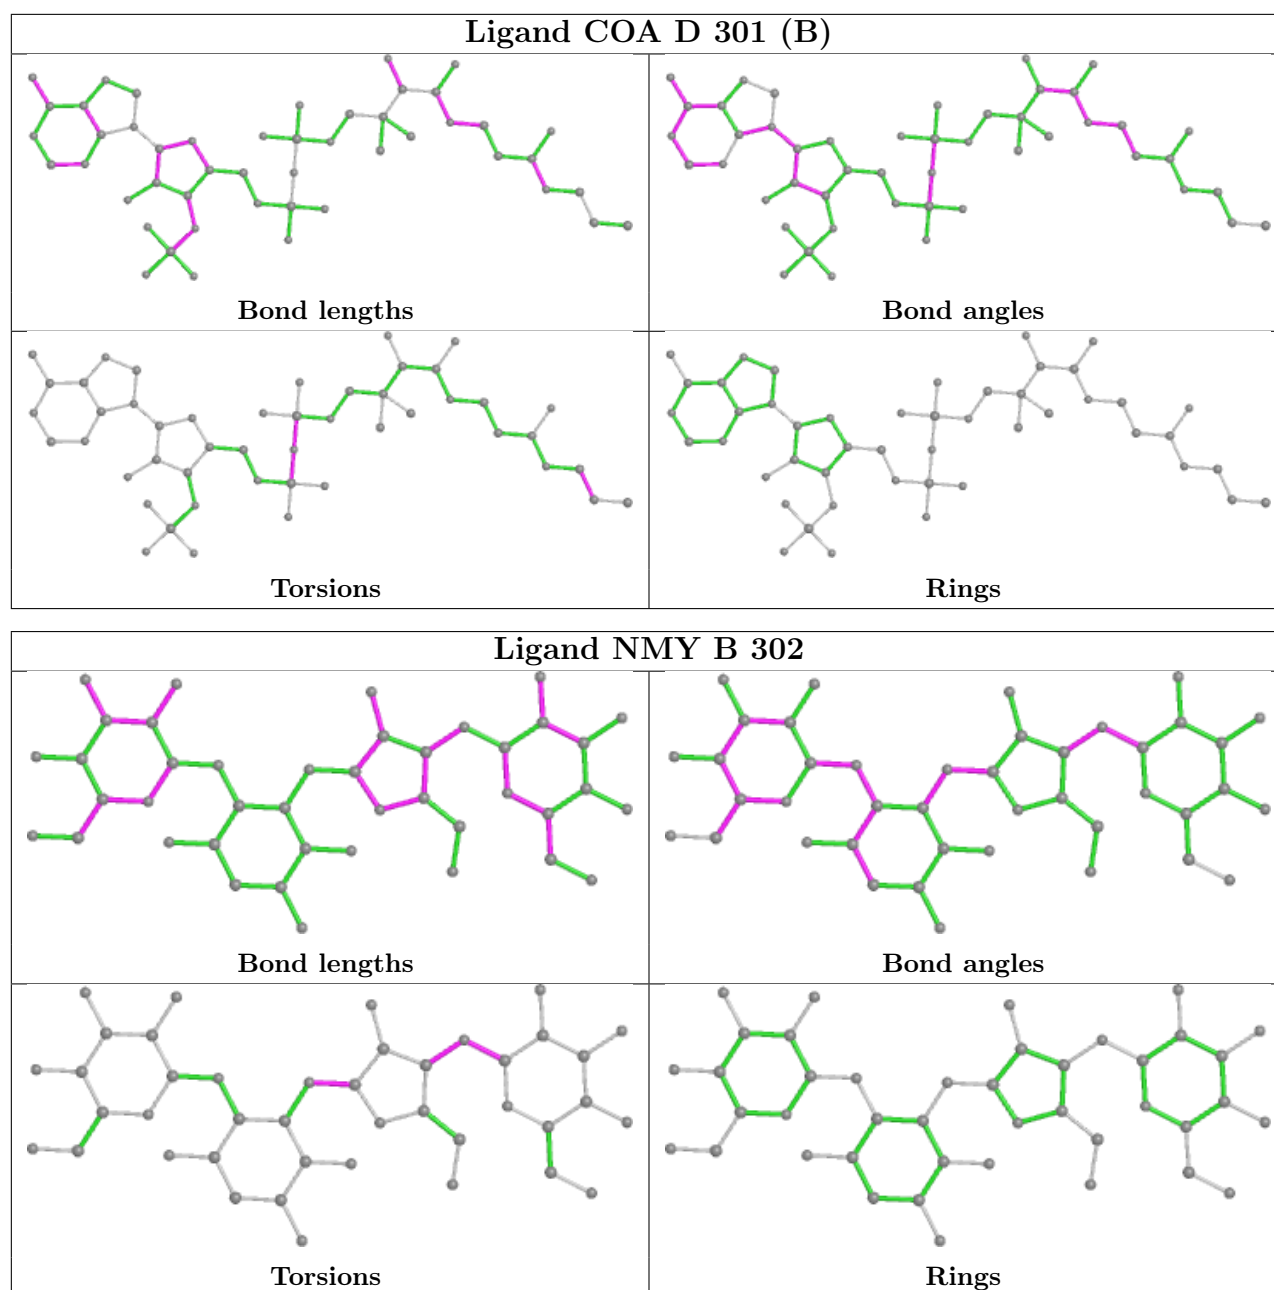 Ligand COA D 301 (B)
Bond lengths
Bond angles
Torsions
Rings
Ligand NMY B 302
Bond lengths
Bond angles
Torsions
Rings